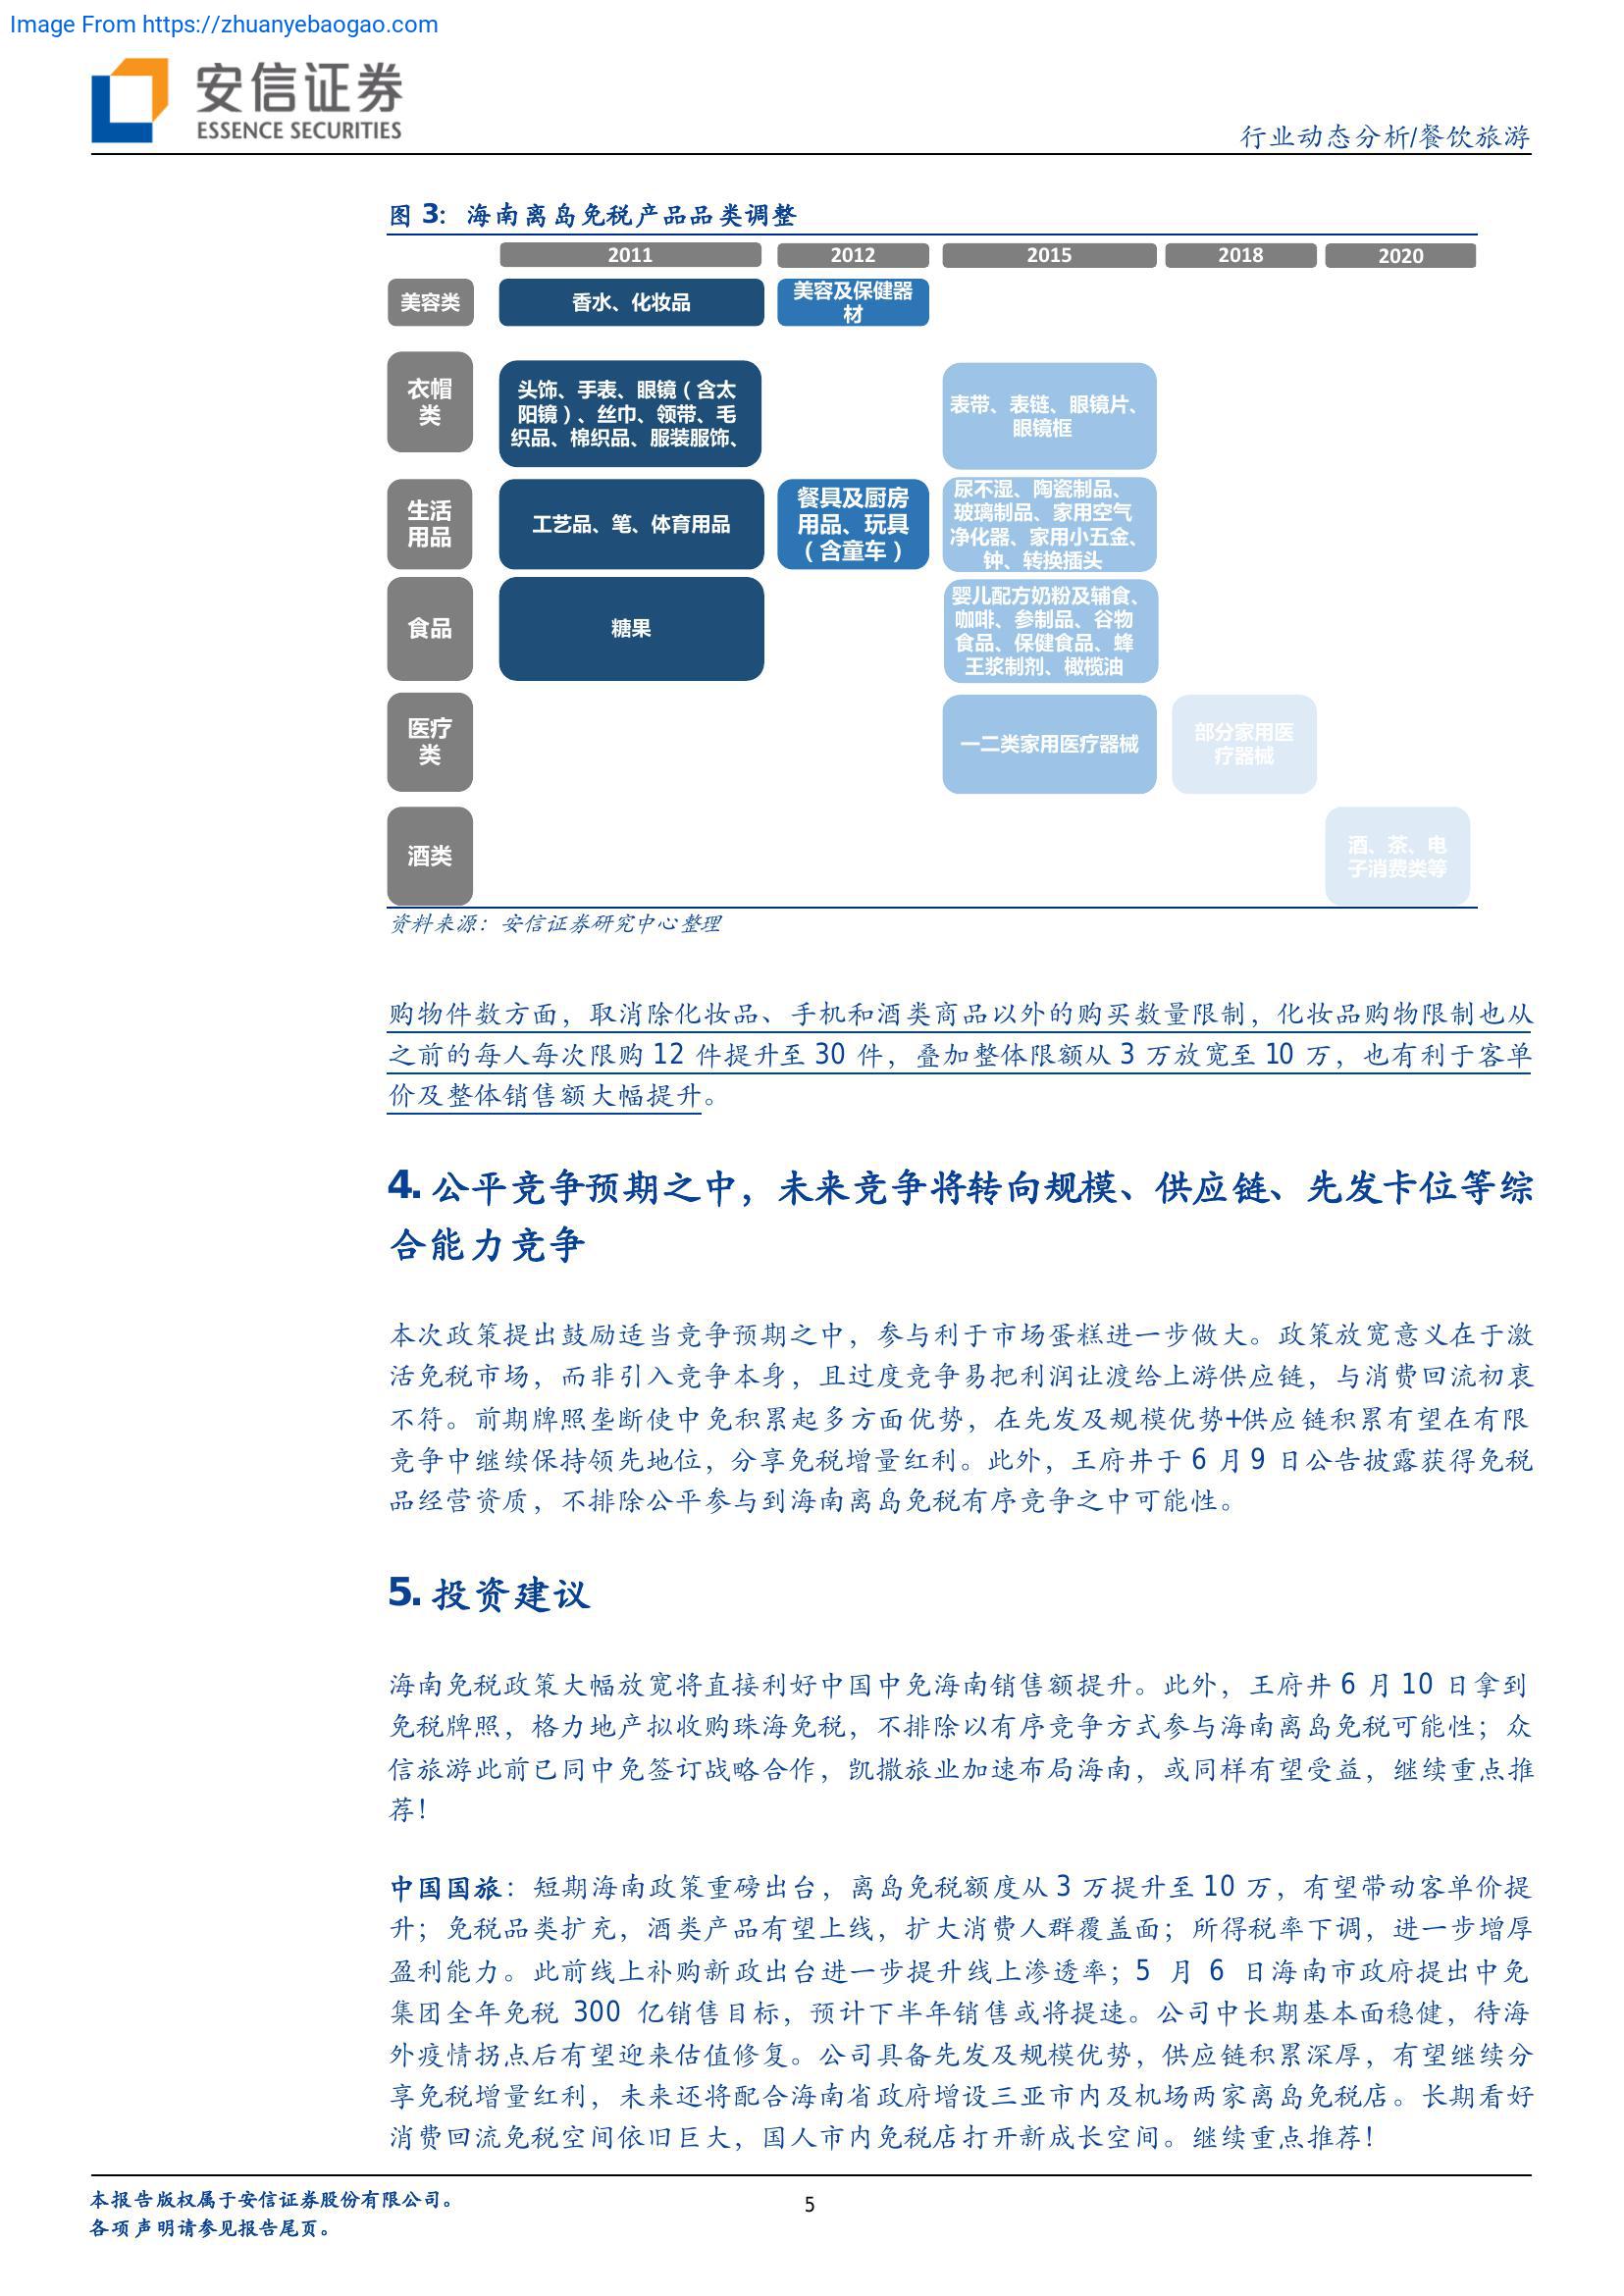 Image From https://zhuanyebaogao.com
安信证券
ESSENCE SECURITIES
行业动态分析/餐饮旅游
图 3: 海南离岛免税产品品类调整
2011
2012
2015
2018
2020
美容类
香水、化妆品
美容及保健器
材
衣帽
类
头饰、手表、眼镜（含太
阳镜）、丝巾、领带、毛
织品、棉织品、服装服饰、
表带、表链、眼镜片、
眼镜框
生活
用品
工艺品、笔、体育用品
餐具及厨房
用品、玩具
（含童车）
尿不湿、陶瓷制品、
玻璃制品、家用空气
净化器、家用小五金、
钟、转换插头
食品
糖果
婴儿配方奶粉及辅食、
咖啡、参制品、谷物
食品、保健食品、蜂
王浆制剂、橄榄油
医疗
类
一二类家用医疗器械
部分家用医
疗器械
酒类
酒、茶、电
子消费类等
资料来源：安信证券研究中心整理
购物件数方面，取消除化妆品、手机和酒类商品以外的购买数量限制，化妆品购物限制也从
之前的每人每次限购 12 件提升至 30 件，叠加整体限额从 3 万放宽至 10 万，也有利于客单
价及整体销售额大幅提升。
4. 公平竞争预期之中，未来竞争将转向规模、供应链、先发卡位等综
合能力竞争
本次政策提出鼓励适当竞争预期之中，参与利于市场蛋糕进一步做大。政策放宽意义在于激
活免税市场，而非引入竞争本身，且过度竞争易把利润让渡给上游供应链，与消费回流初衷
不符。前期牌照垄断使中免积累起多方面优势，在先发及规模优势+供应链积累有望在有限
竞争中继续保持领先地位，分享免税增量红利。此外，王府井于 6 月 9 日公告披露获得免税
品经营资质，不排除公平参与到海南离岛免税有序竞争之中可能性。
5. 投资建议
海南免税政策大幅放宽将直接利好中国中免海南销售额提升。此外，王府井 6 月 10 日拿到
免税牌照，格力地产拟收购珠海免税，不排除以有序竞争方式参与海南离岛免税可能性；众
信旅游此前已同中免签订战略合作，凯撒旅业加速布局海南，或同样有望受益，继续重点推
荐！
中国国旅：短期海南政策重磅出台，离岛免税额度从 3 万提升至 10 万，有望带动客单价提
升；免税品类扩充，酒类产品有望上线，扩大消费人群覆盖面；所得税率下调，进一步增厚
盈利能力。此前线上补购新政出台进一步提升线上渗透率；5 月 6 日海南市政府提出中免
集团全年免税 300 亿销售目标，预计下半年销售或将提速。公司中长期基本面稳健，待海
外疫情拐点后有望迎来估值修复。公司具备先发及规模优势，供应链积累深厚，有望继续分
享免税增量红利，未来还将配合海南省政府增设三亚市内及机场两家离岛免税店。长期看好
消费回流免税空间依旧巨大，国人市内免税店打开新成长空间。继续重点推荐！
本报告版权属于安信证券股份有限公司。
5
各项声明请参见报告尾页。